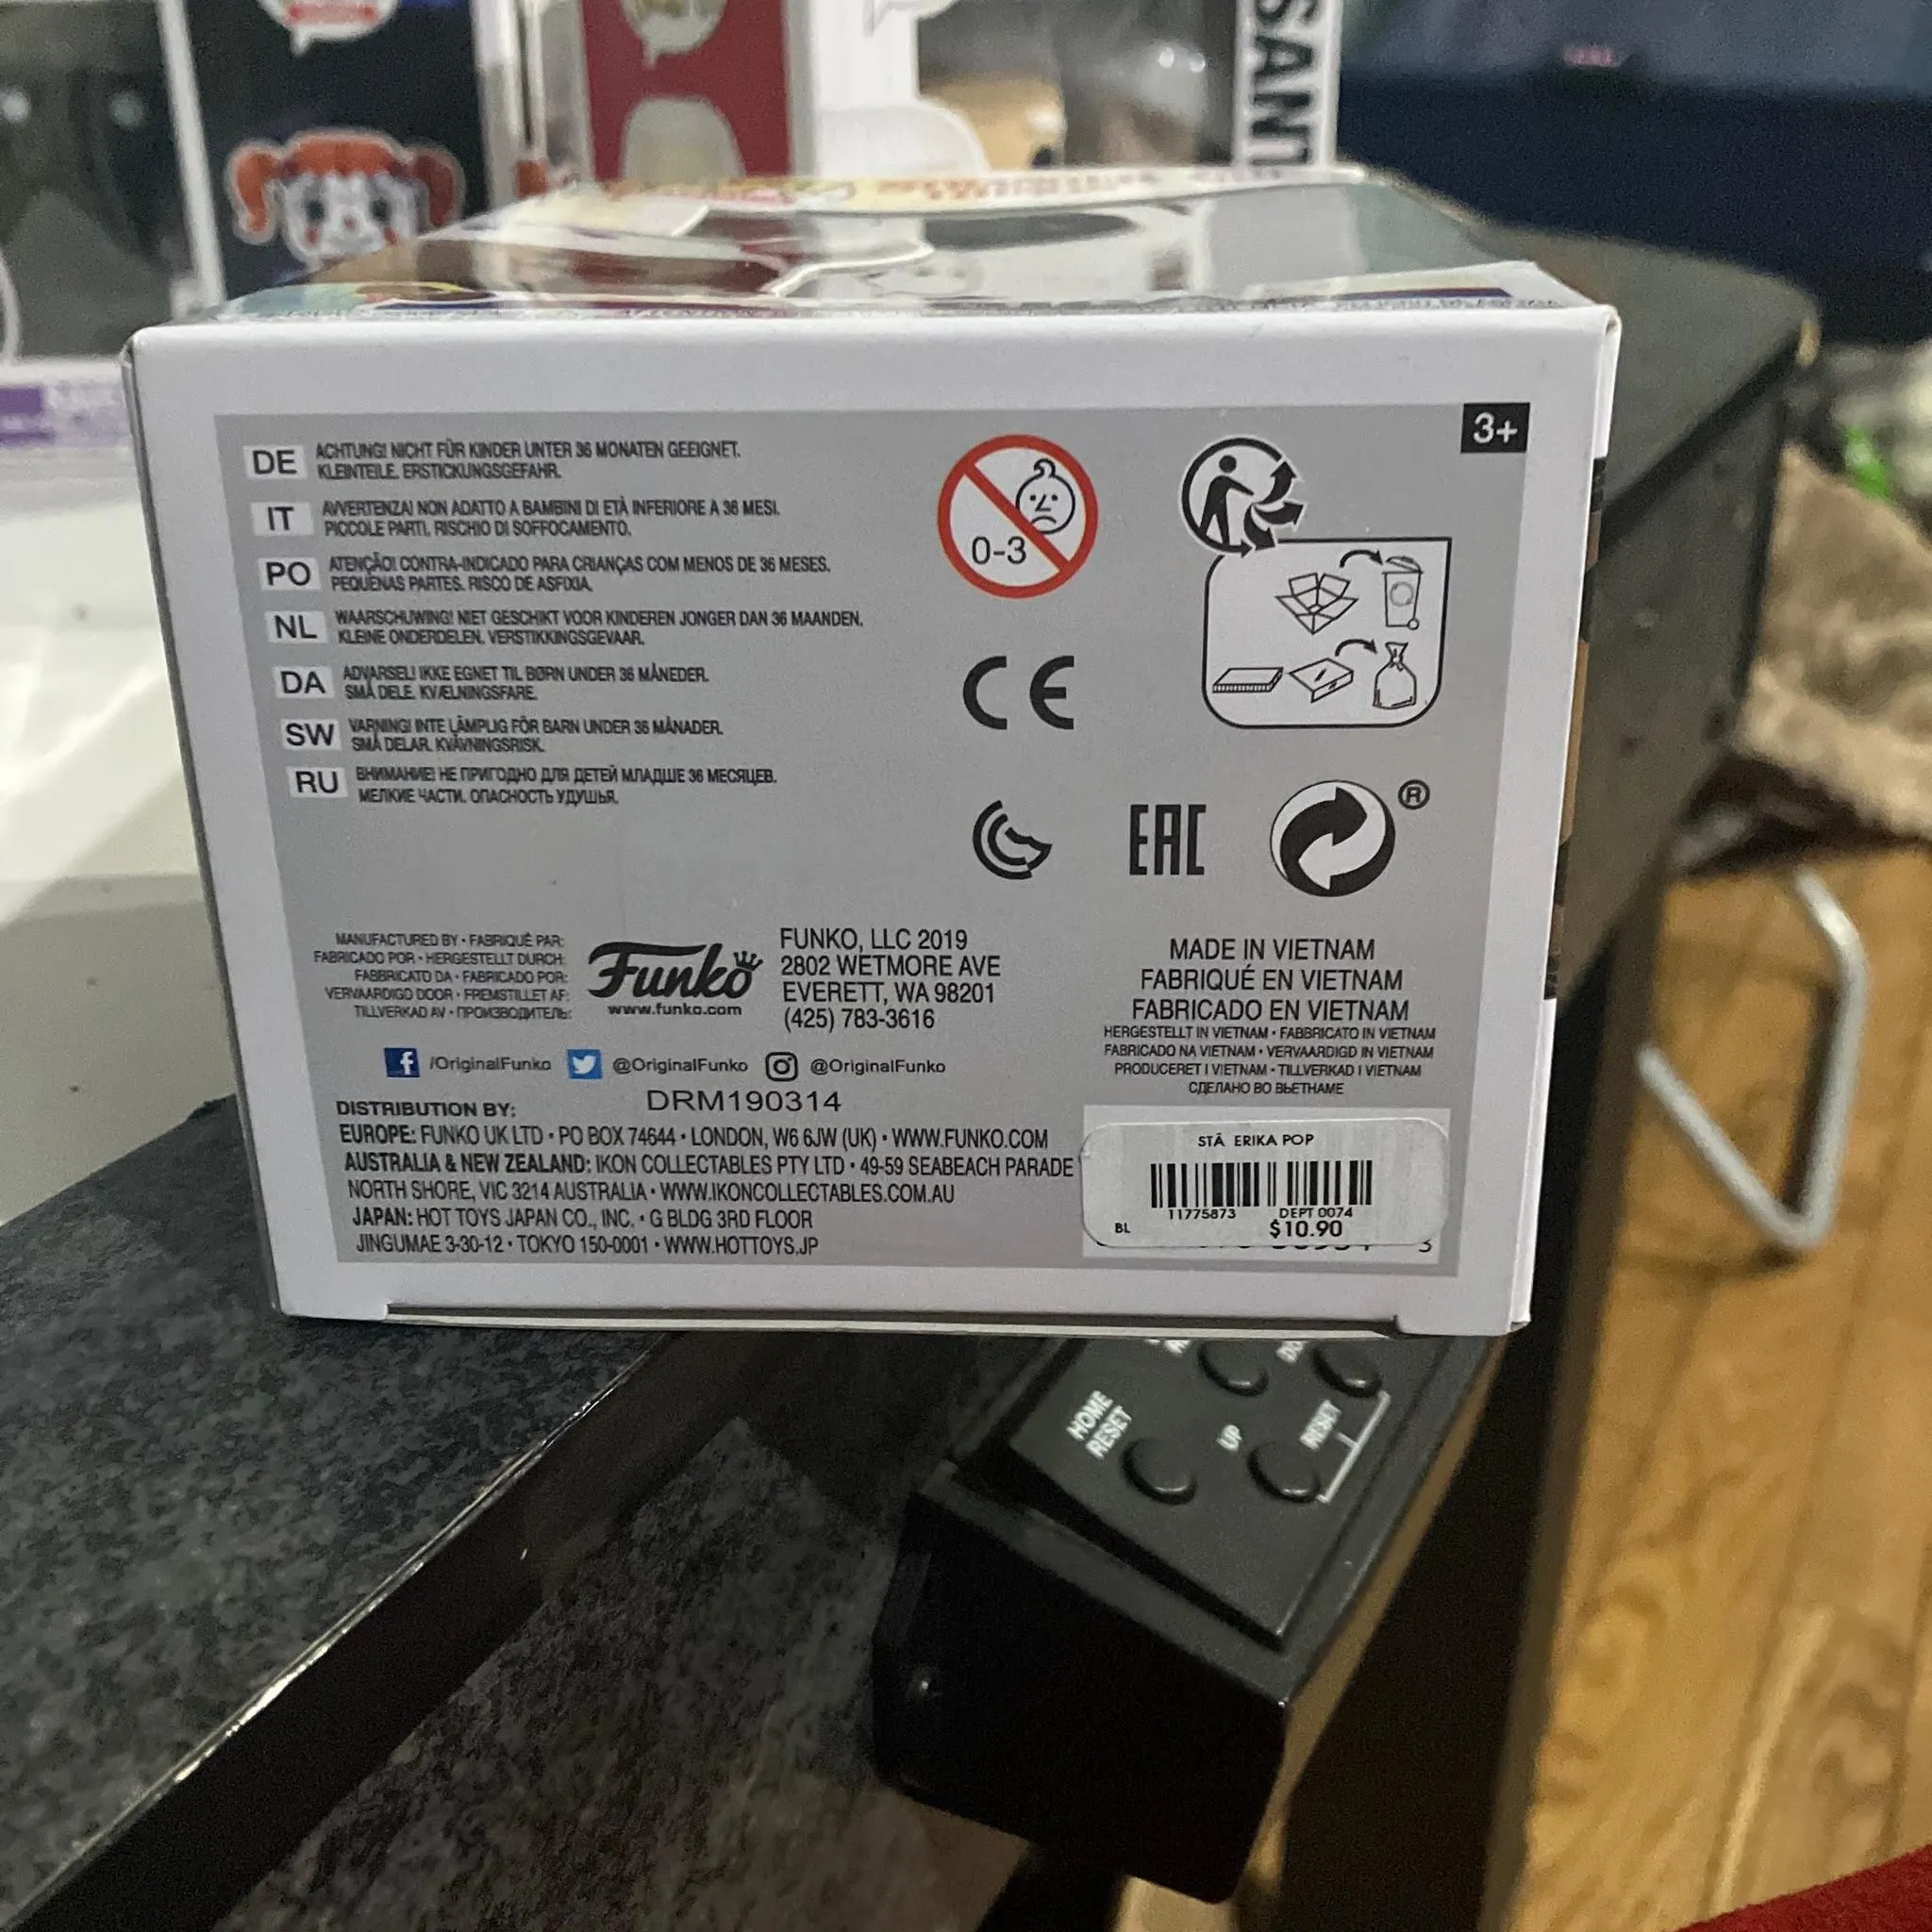 SANT
3+
DE
ACHTUNG! NICHT FÜR KINDER UNTER 36 MONATEN GEEIGNET.
KLEINTEILE. ERSTICKUNGSGEFAHR.
IT
AVVERTENZA! NON ADATTO A BAMBINI DI ETÀ INFERIORE A 36 MESI.
PICCOLE PARTI. RISCHIO DI SOFFOCAMENTO.
PO
ATENÇÃO! CONTRA-INDICADO PARA CRIANÇAS COM MENOS DE 36 MESES.
PEQUENAS PARTES. RISCO DE ASFIXIA.
NL
WAARSCHUWING! NIET GESCHIKT VOOR KINDEREN JONGER DAN 36 MAANDEN.
KLEINE ONDERDELEN. VERSTIKKINGSGEVAAR.
DA
ADVARSEL! IKKE EGNET TIL BØRN UNDER 36 MÅNEDER.
SMÅ DELE. KVÆLNINGSFARE.
SW
VARNING! INTE LÄMPLIG FÖR BARN UNDER 36 MÅNADER.
SMÅ DELAR. KVÄVNINGSRISK.
RU
ВНИМАНИЕ! НЕ ПРИГОДНО ДЛЯ ДЕТЕЙ МЛАДШЕ 36 МЕСЯЦЕВ.
МЕЛКИЕ ЧАСТИ. ОПАСНОСТЬ УДУШЬЯ.
0-3
CE
EAC
®
MANUFACTURED BY • FABRIQUÉ PAR:
FABRICADO POR • HERGESTELLT DURCH:
FABBRICATO DA • FABRICADO POR:
VERVAARDIGD DOOR • FREMSTILLET AF:
TILLVERKAD AV • ПРОИЗВОДИТЕЛЬ:
Funko
www.funko.com
FUNKO, LLC 2019
2802 WETMORE AVE
EVERETT, WA 98201
(425) 783-3616
MADE IN VIETNAM
FABRIQUÉ EN VIETNAM
FABRICADO EN VIETNAM
HERGESTELLT IN VIETNAM • FABBRICATO IN VIETNAM
FABRICADO NA VIETNAM • VERVAARDIGD IN VIETNAM
PRODUCERET I VIETNAM • TILLVERKAD I VIETNAM
СДЕЛАНО ВО ВЬЕТНАМЕ
/OriginalFunko @OriginalFunko @OriginalFunko
DRM190314
DISTRIBUTION BY:
EUROPE: FUNKO UK LTD • PO BOX 74644 • LONDON, W6 6JW (UK) • WWW.FUNKO.COM
AUSTRALIA & NEW ZEALAND: IKON COLLECTABLES PTY LTD • 49-59 SEABEACH PARADE
NORTH SHORE, VIC 3214 AUSTRALIA • WWW.IKONCOLLECTABLES.COM.AU
JAPAN: HOT TOYS JAPAN CO., INC. • G BLDG 3RD FLOOR
JINGUMAE 3-30-12 • TOKYO 150-0001 • WWW.HOTTOYS.JP
STÃ ERIKA POP
11775873 DEPT 0074
BL $10.90
3
HOME
RESET
UP
RESET